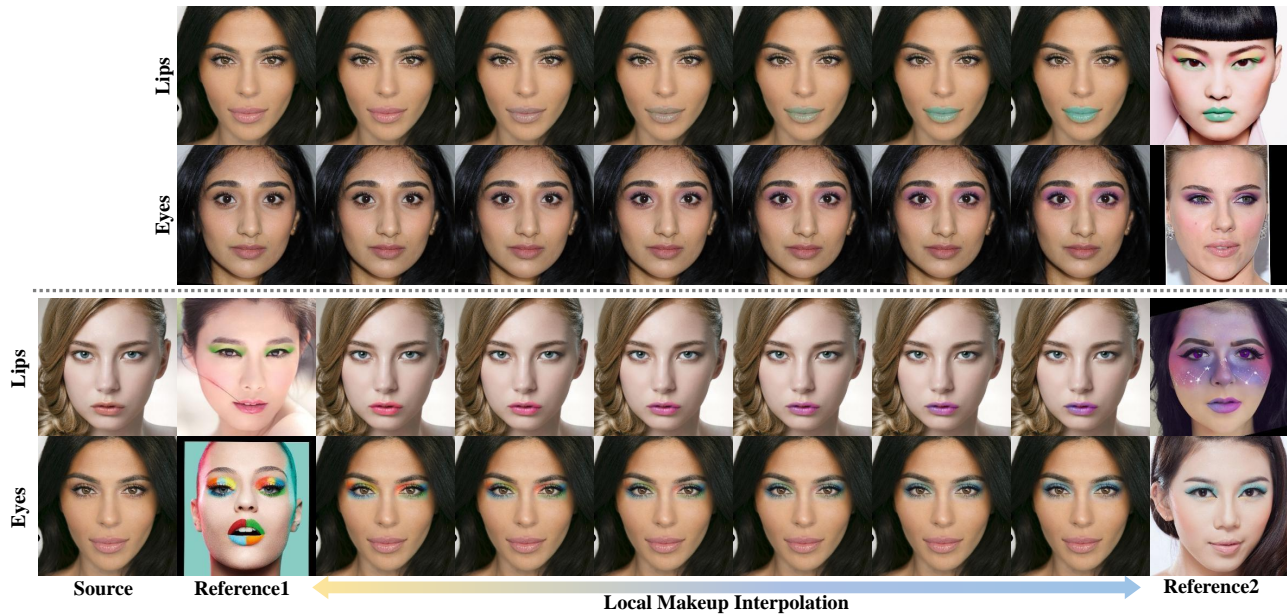 Lips
Eyes
Lips
Eyes
Source
Reference1
Local Makeup Interpolation
Reference2